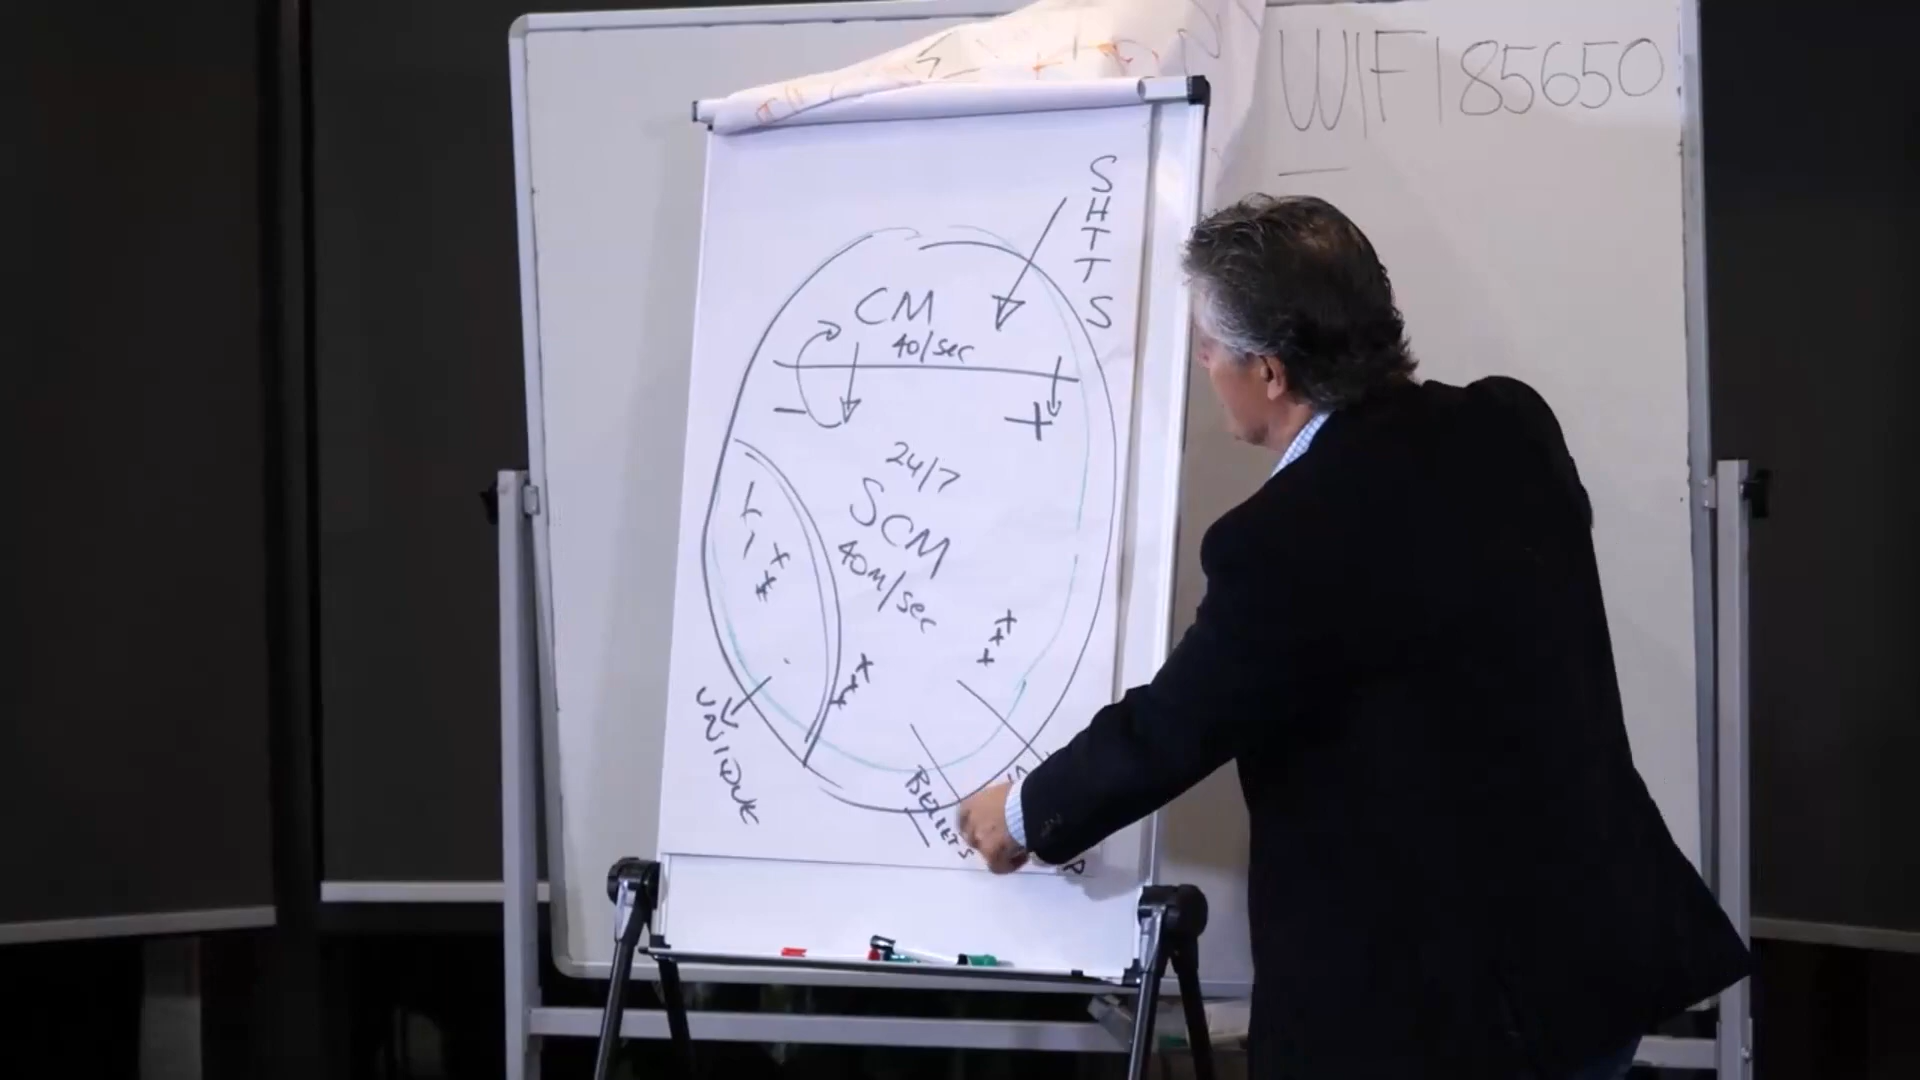 WIFI 85650
SHTTS
CM
40/sec
-
+
24/7
SCM
40M/sec
UNIQUE
BELIEFS